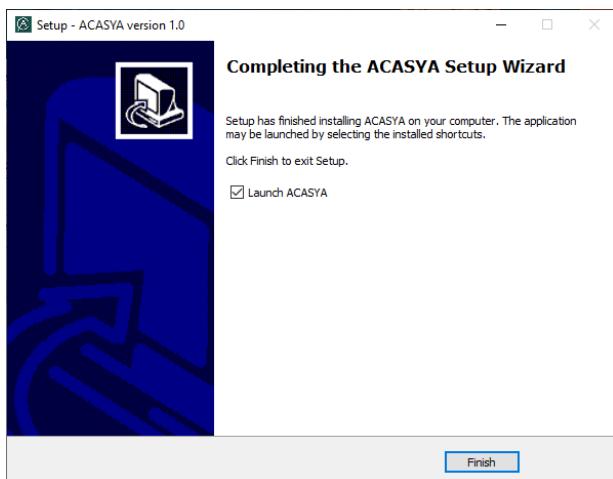 Setup - ACASYA version 1.0
Completing the ACASYA Setup Wizard
Setup has finished installing ACASYA on your computer. The application
may be launched by selecting the installed shortcuts.
Click Finish to exit Setup.
Launch ACASYA
Finish